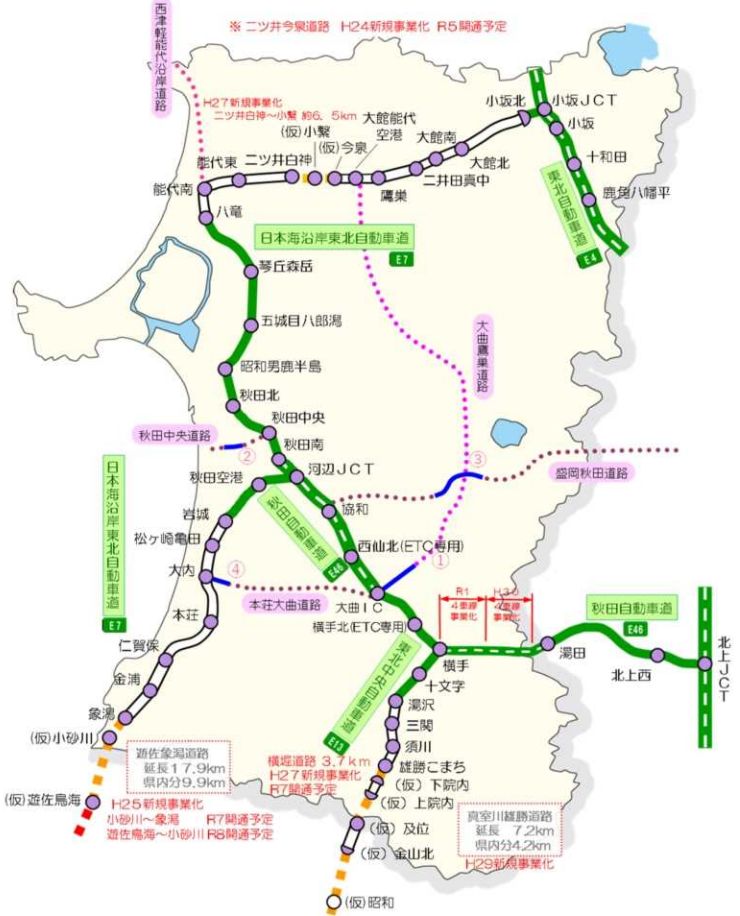 ※ 二ツ井今泉道路　H24新規事業化 R5開通予定
西津軽能代沿岸道路
H27新規事業化
二ツ井白神～小繋 約6．5km
(仮)小繋
(仮)今泉
大館能代
空港
大館南
大館北
小坂北
小坂JCT
小坂
十和田
鹿角八幡平
東北自動車道
E4
能代東
二ツ井白神
鷹巣
二井田真中
能代南
八竜
日本海沿岸東北自動車道
E7
琴丘森岳
五城目八郎潟
大曲鷹巣道路
昭和男鹿半島
秋田北
秋田中央
秋田中央道路
②
秋田南
③
河辺JCT
盛岡秋田道路
日本海沿岸東北自動車道
E7
秋田空港
岩城
秋田自動車道
E46
協和
松ヶ崎亀田
西仙北(ETC専用)
①
大内
④
本荘大曲道路
大曲IC
R1
4車線
事業化
H30
4車線
事業化
秋田自動車道
E46
本荘
横手北(ETC専用)
横手
湯田
北上西
北上JCT
仁賀保
金浦
象潟
十文字
東北中央自動車道
E13
湯沢
三関
須川
雄勝こまち
(仮)小砂川
遊佐象潟道路
延長17.9km
県内分9.9km
横堀道路 3.7km
H27新規事業化
R7開通予定
(仮) 下院内
(仮) 上院内
(仮)遊佐鳥海
H25新規事業化
小砂川～象潟　R7開通予定
遊佐鳥海～小砂川 R8開通予定
(仮) 及位
(仮) 金山北
真室川雄勝道路
延長　7.2km
県内分4.2km
H29新規事業化
(仮)昭和